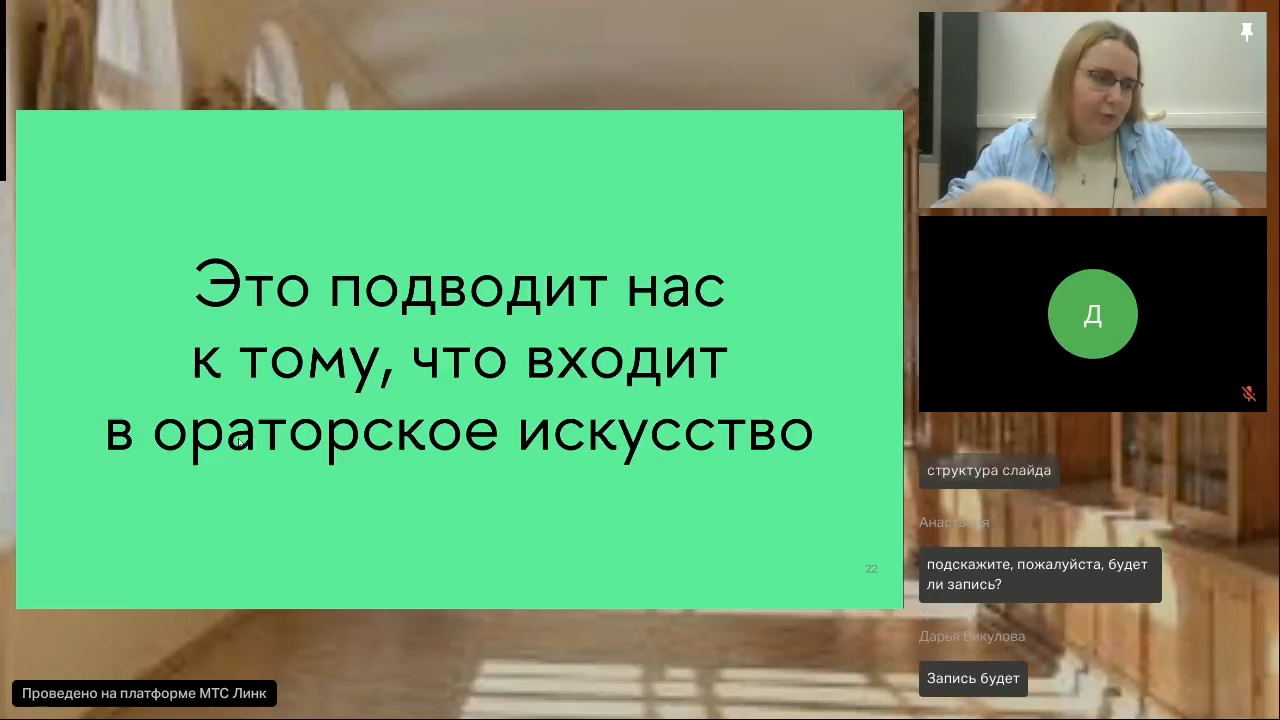 Это подводит нас
к тому, что входит
в ораторское искусство
22
Д
структура слайда
Анастасия
подскажите, пожалуйста, будет
ли запись?
Дарья Викулова
Запись будет
Проведено на платформе МТС Линк